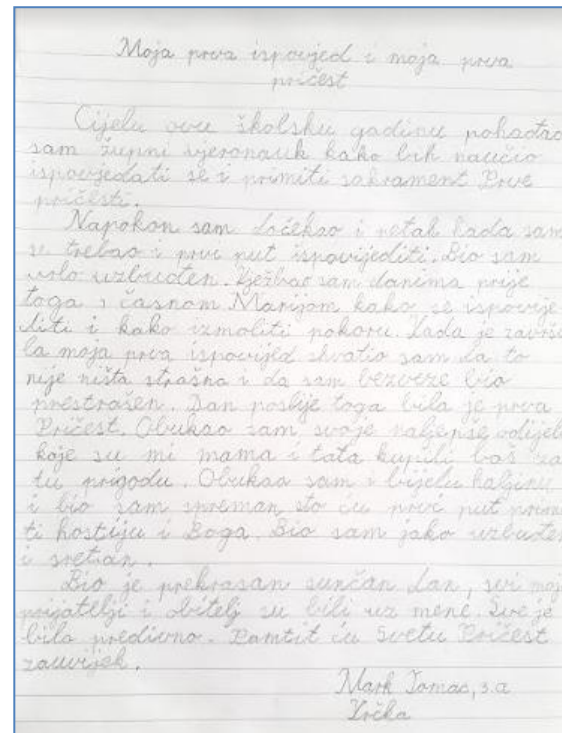 Moja prva ispovjed i moja prva
pričest
Cijelu ovu školsku godinu pohađao
sam župni vjeronauk kako bih naučio
ispovjedati se i primiti sakrament Prve
pričesti.
Napokon sam dočekao i petak kada sam
se trebao i prvi put ispovijediti. Bio sam
vrlo uzbuđen. Vježbao sam danima prije
toga s časnom Marijom kako se ispovije
diti i kako izmoliti pokoru. Kada je završi
la moja prva ispovijed shvatio sam da to
nije ništa strašno i da sam bezveze bio
prestrašen. Dan poslije toga bila je prva
Pričest. Obukao sam svoje najljepše odijelo
koje su mi mama i tata kupili baš za
tu prigodu. Obukao sam i bijelu haljinu
i bio sam spreman što ću prvi put primi
ti hostiju i Boga. Bio sam jako uzbuđen
i sretan.
Bio je prekrasan sunčan dan, svi moji
prijatelji i obitelj su bili uz mene. Sve je
bilo predivno. Pamtit ću Svetu Pričest
zauvijek.
Mark Tomac, 3.a